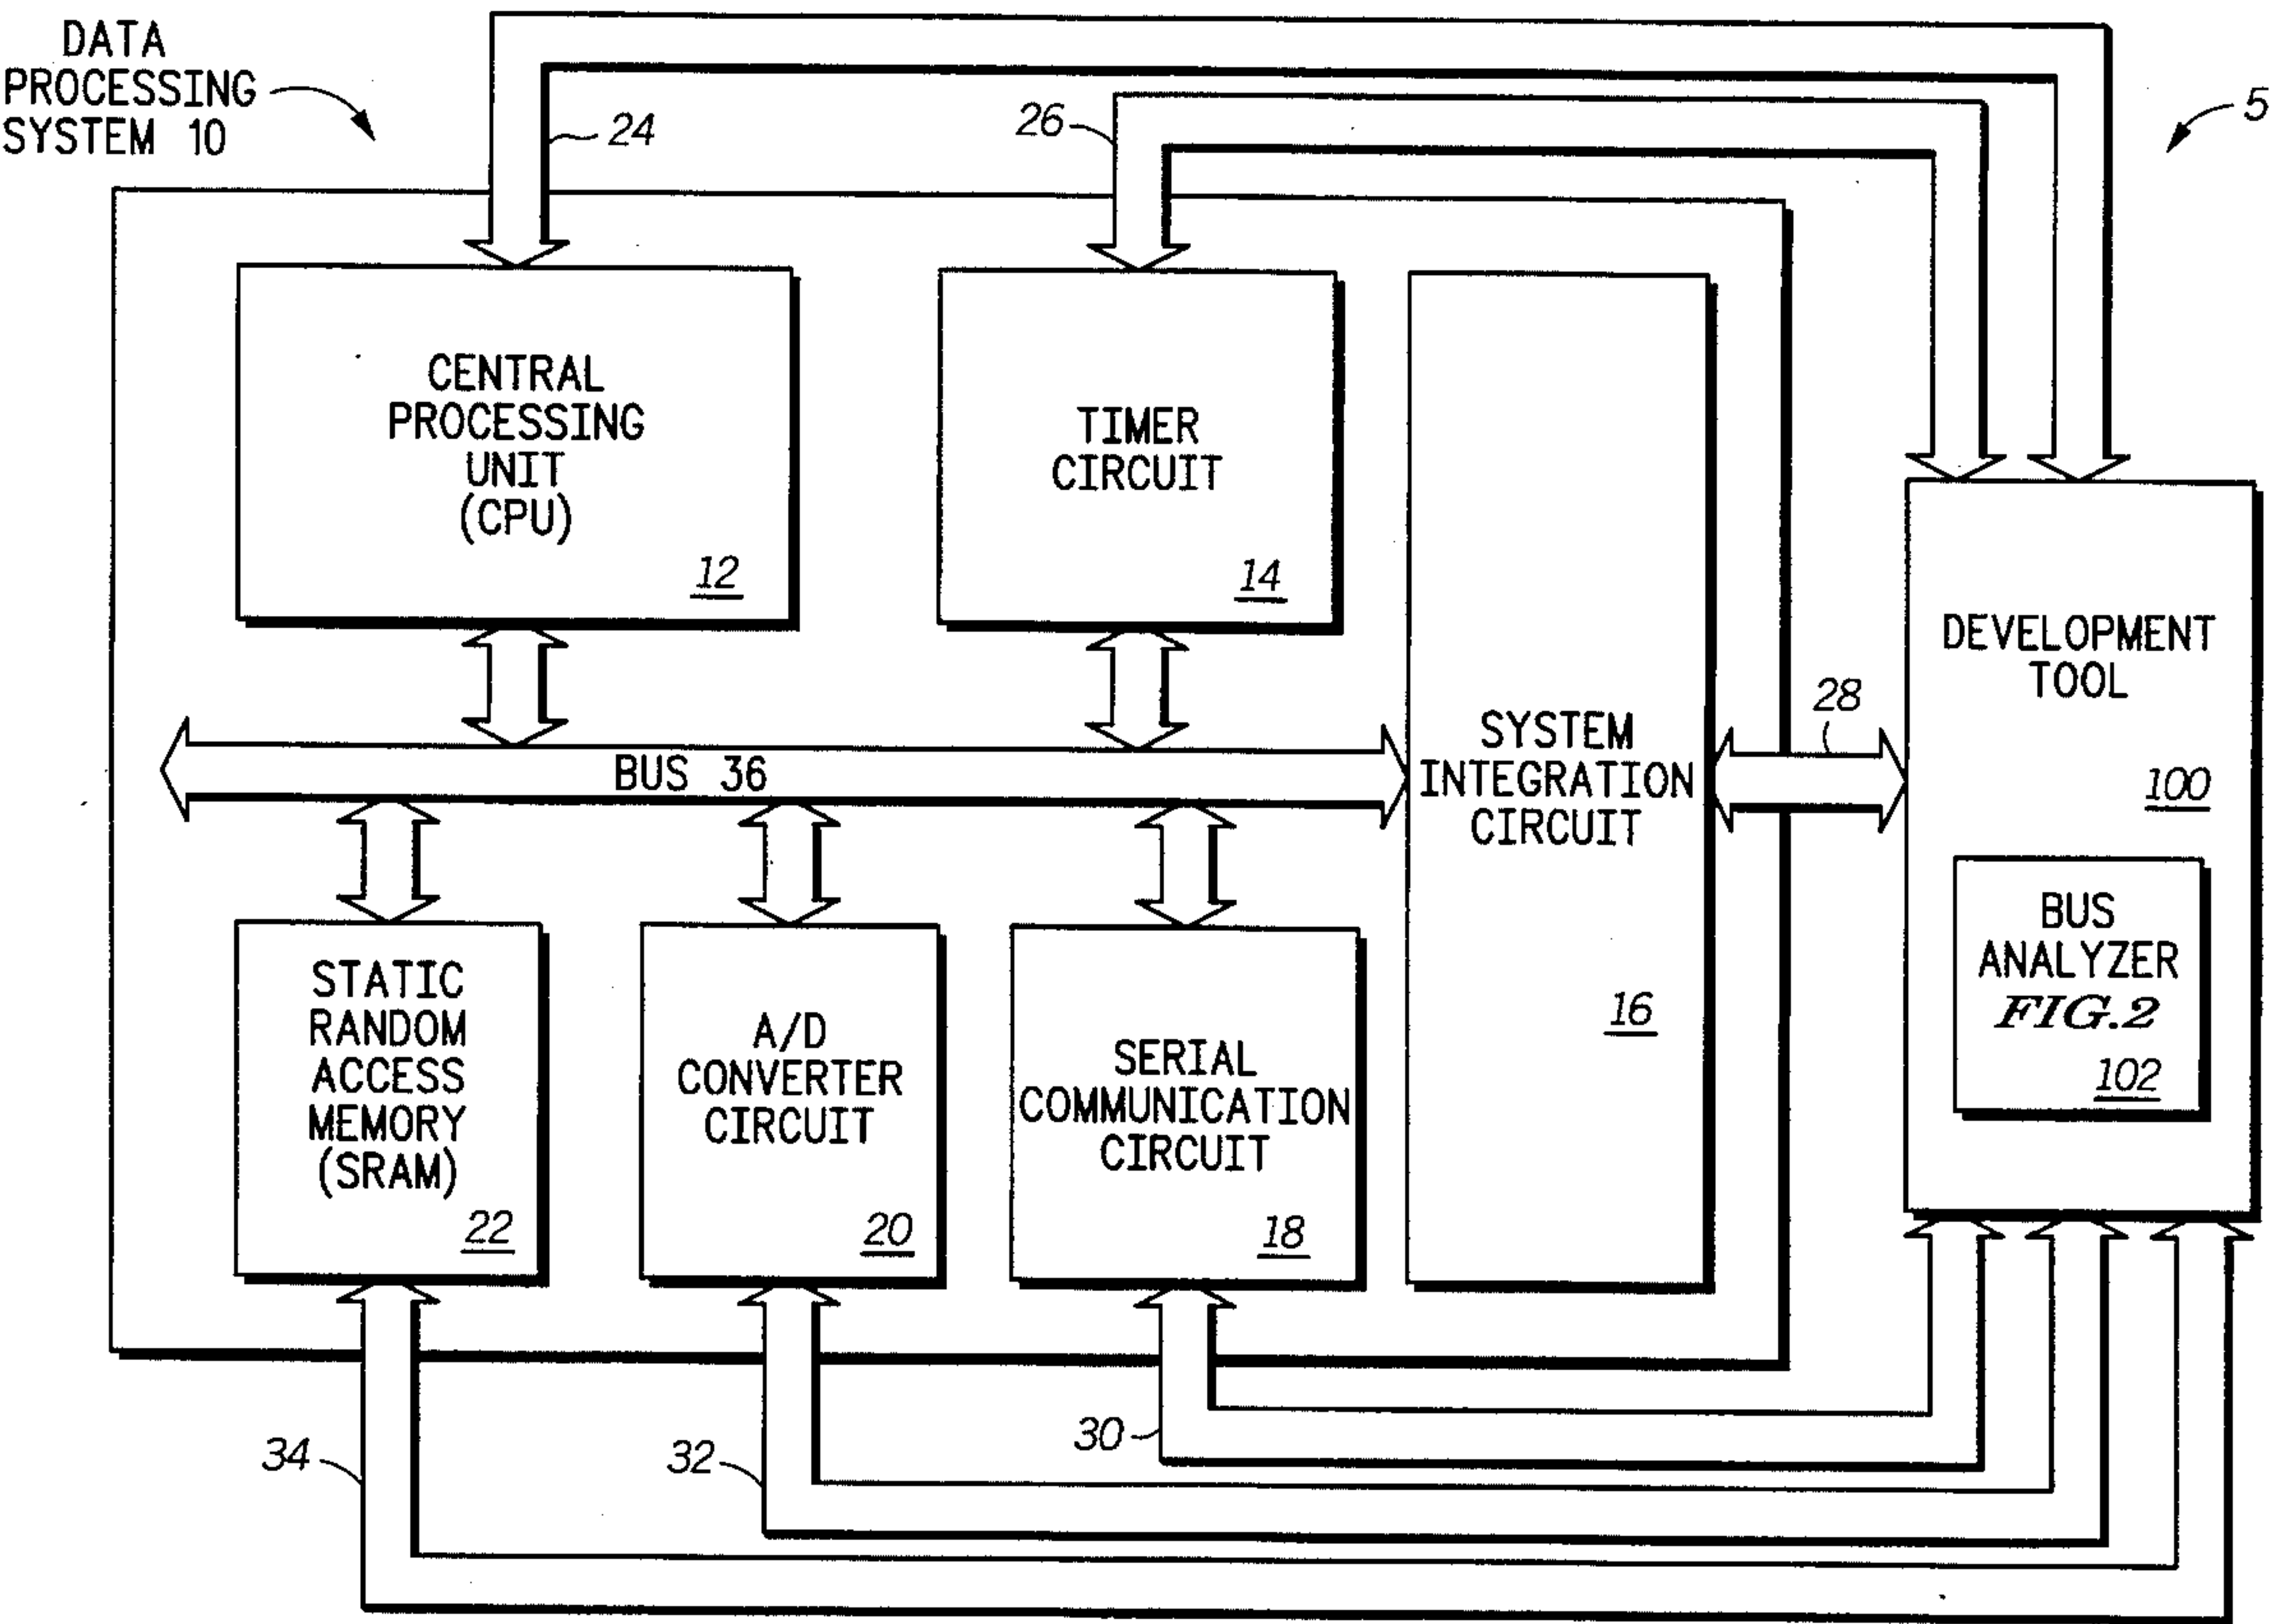 DATA
PROCESSING
SYSTEM 10
24
26
5
CENTRAL
PROCESSING
UNIT
(CPU)
12
TIMER
CIRCUIT
14
SYSTEM
INTEGRATION
CIRCUIT
16
28
DEVELOPMENT
TOOL
100
BUS
ANALYZER
FIG.2
102
BUS 36
STATIC
RANDOM
ACCESS
MEMORY
(SRAM)
22
A/D
CONVERTER
CIRCUIT
20
SERIAL
COMMUNICATION
CIRCUIT
18
34
32
30